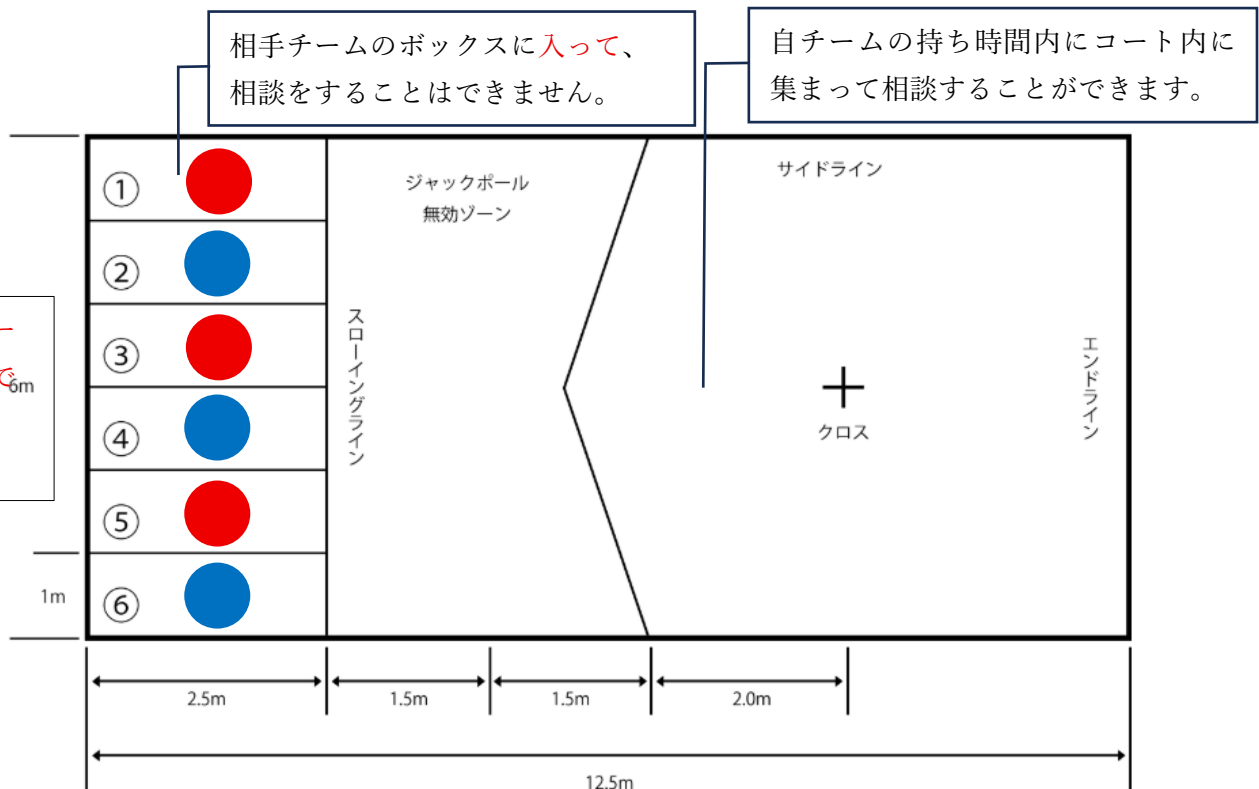 相手チームのボックスに入って、
相談をすることはできません。
自チームの持ち時間内にコート内に
集まって相談することができます。
①
②
③
④
⑤
⑥
ジャックボール
無効ゾーン
サイドライン
スローイングライン
クロス
エンドライン
ー
で
6m
1m
2.5m
1.5m
1.5m
2.0m
12.5m